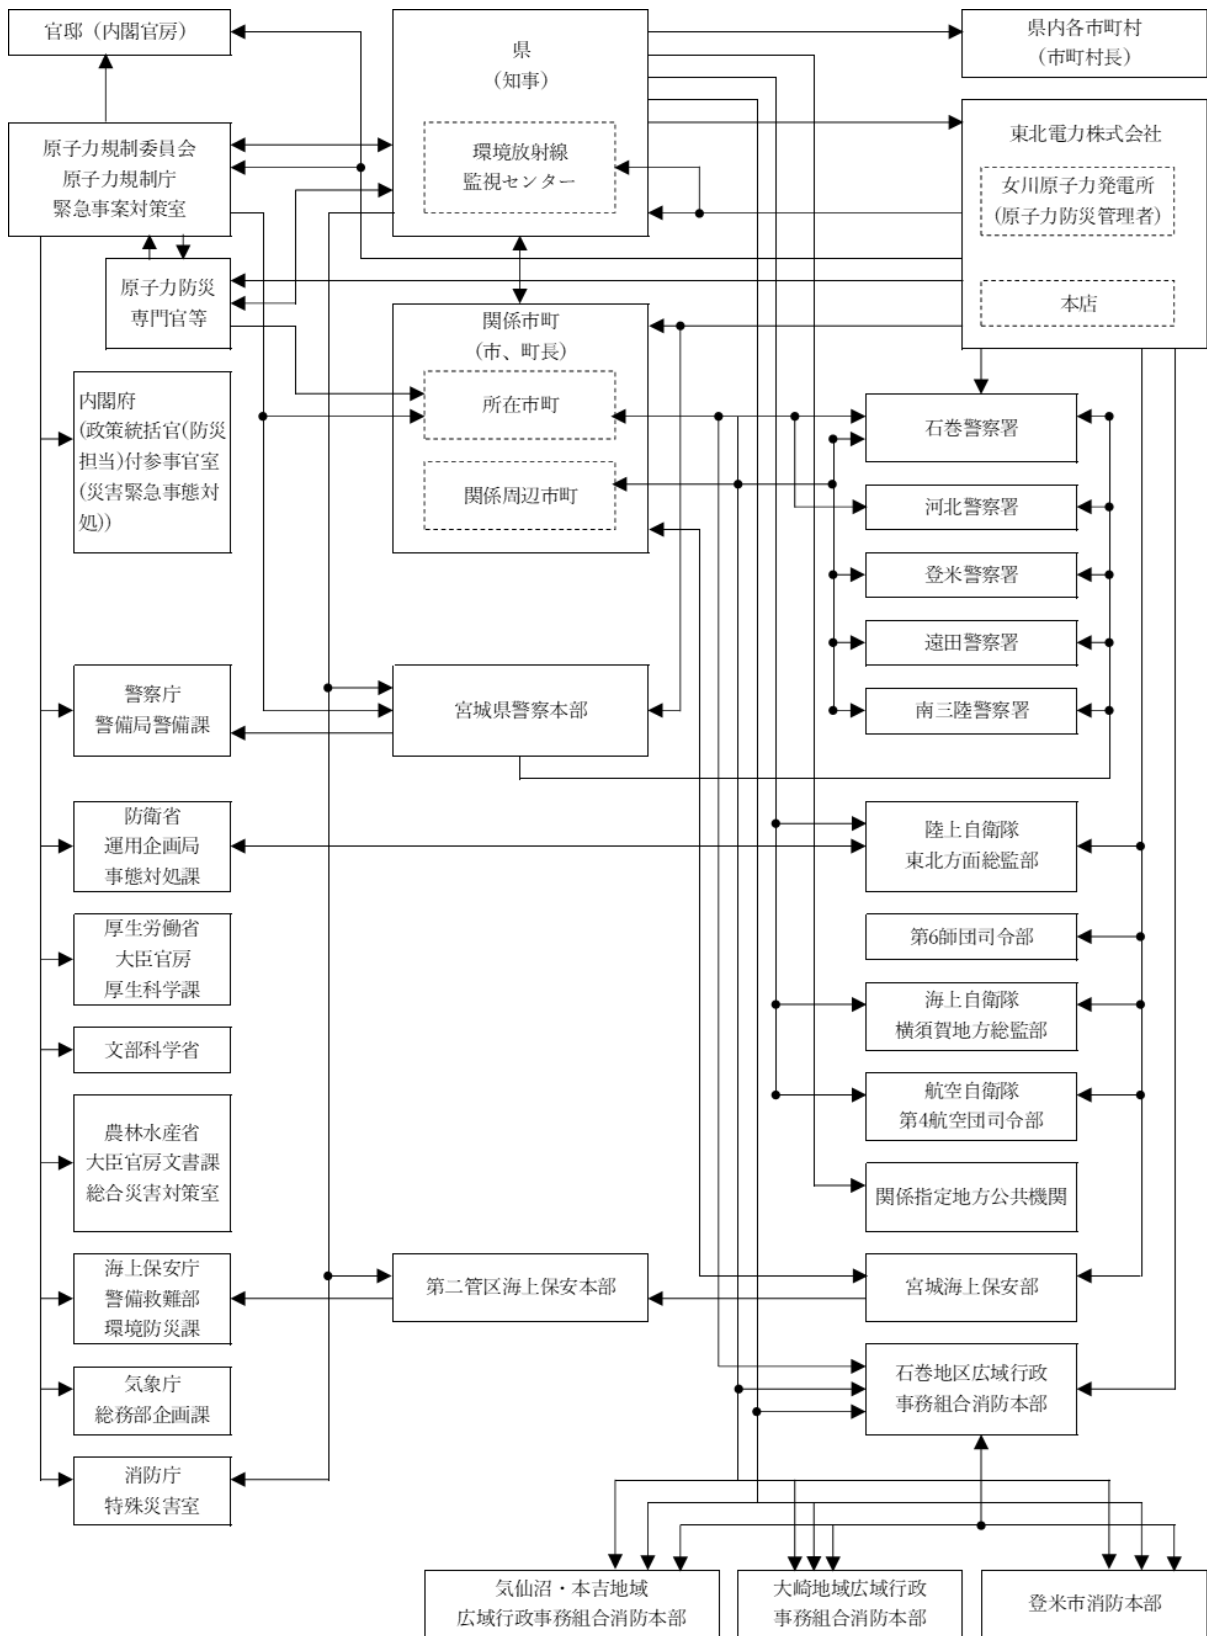 官邸（内閣官房）
県
（知事）
県内各市町村
（市町村長）
原子力規制委員会
原子力規制庁
緊急事案対策室
環境放射線
監視センター
東北電力株式会社
女川原子力発電所
(原子力防災管理者)
本店
原子力防災
専門官等
関係市町
(市、町長)
所在市町
関係周辺市町
内閣府
(政策統括官(防災
担当)付参事官室
(災害緊急事態対
処))
石巻警察署
河北警察署
登米警察署
遠田警察署
南三陸警察署
警察庁
警備局警備課
宮城県警察本部
防衛省
運用企画局
事態対処課
陸上自衛隊
東北方面総監部
厚生労働省
大臣官房
厚生科学課
第6師団司令部
文部科学省
海上自衛隊
横須賀地方総監部
農林水産省
大臣官房文書課
総合災害対策室
航空自衛隊
第4航空団司令部
関係指定地方公共機関
海上保安庁
警備救難部
環境防災課
第二管区海上保安本部
宮城海上保安部
気象庁
総務部企画課
石巻地区広域行政
事務組合消防本部
消防庁
特殊災害室
気仙沼・本吉地域
広域行政事務組合消防本部
大崎地域広域行政
事務組合消防本部
登米市消防本部